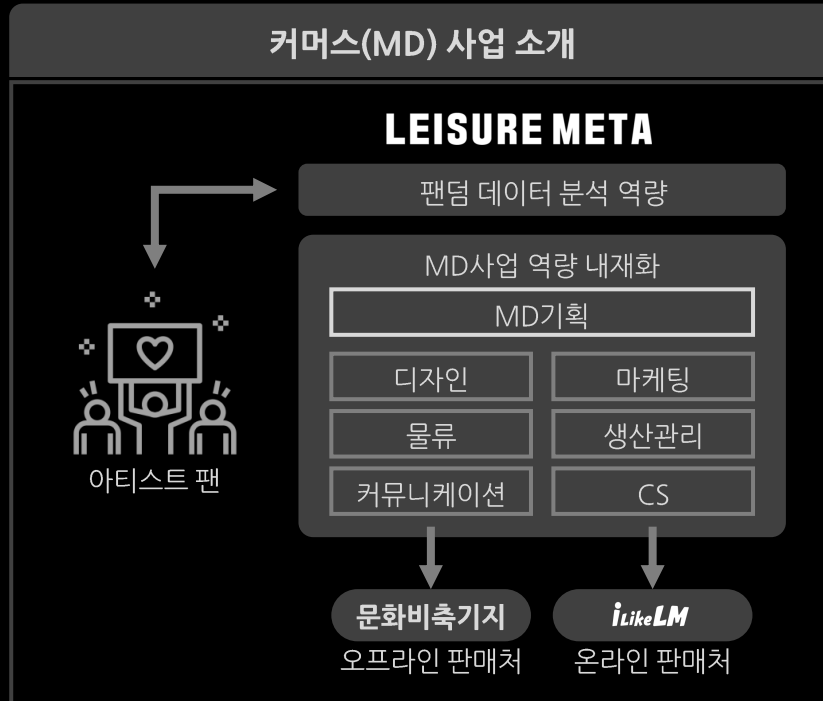 커머스(MD) 사업 소개
LEISURE META
팬덤 데이터 분석 역량
MD사업 역량 내재화
MD기획
디자인
마케팅
물류
생산관리
커뮤니케이션
CS
아티스트 팬
문화비축기지
iLikeLM
오프라인 판매처
온라인 판매처